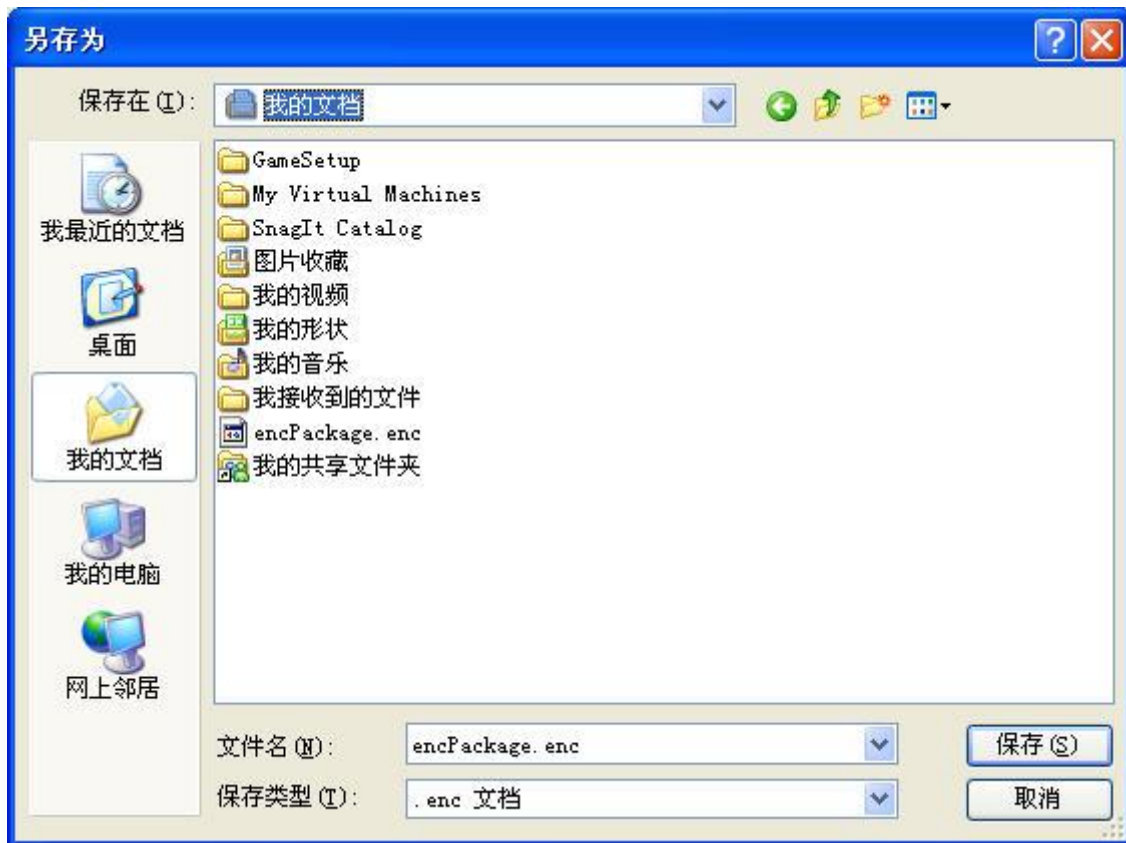 另存为
保存在(I):
我的文档
我最近的文档
桌面
我的文档
我的电脑
网上邻居
GameSetup
My Virtual Machines
SnagIt Catalog
图片收藏
我的视频
我的形状
我的音乐
我接收到的文件
encPackage.enc
我的共享文件夹
文件名(N):
encPackage.enc
保存(S)
保存类型(T):
.enc 文档
取消